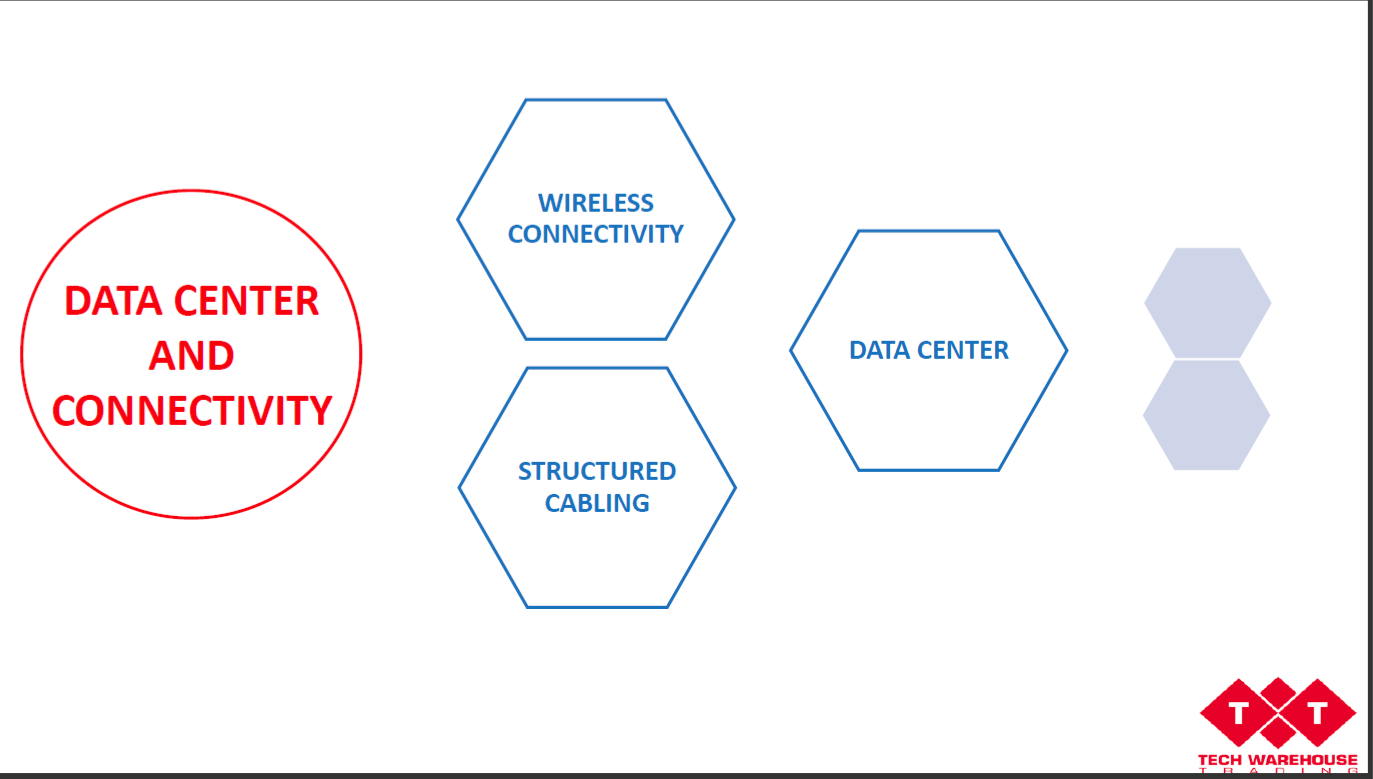 DATA CENTER
AND
CONNECTIVITY
WIRELESS
CONNECTIVITY
STRUCTURED
CABLING
DATA CENTER
T T
TECH WAREHOUSE
TRADING